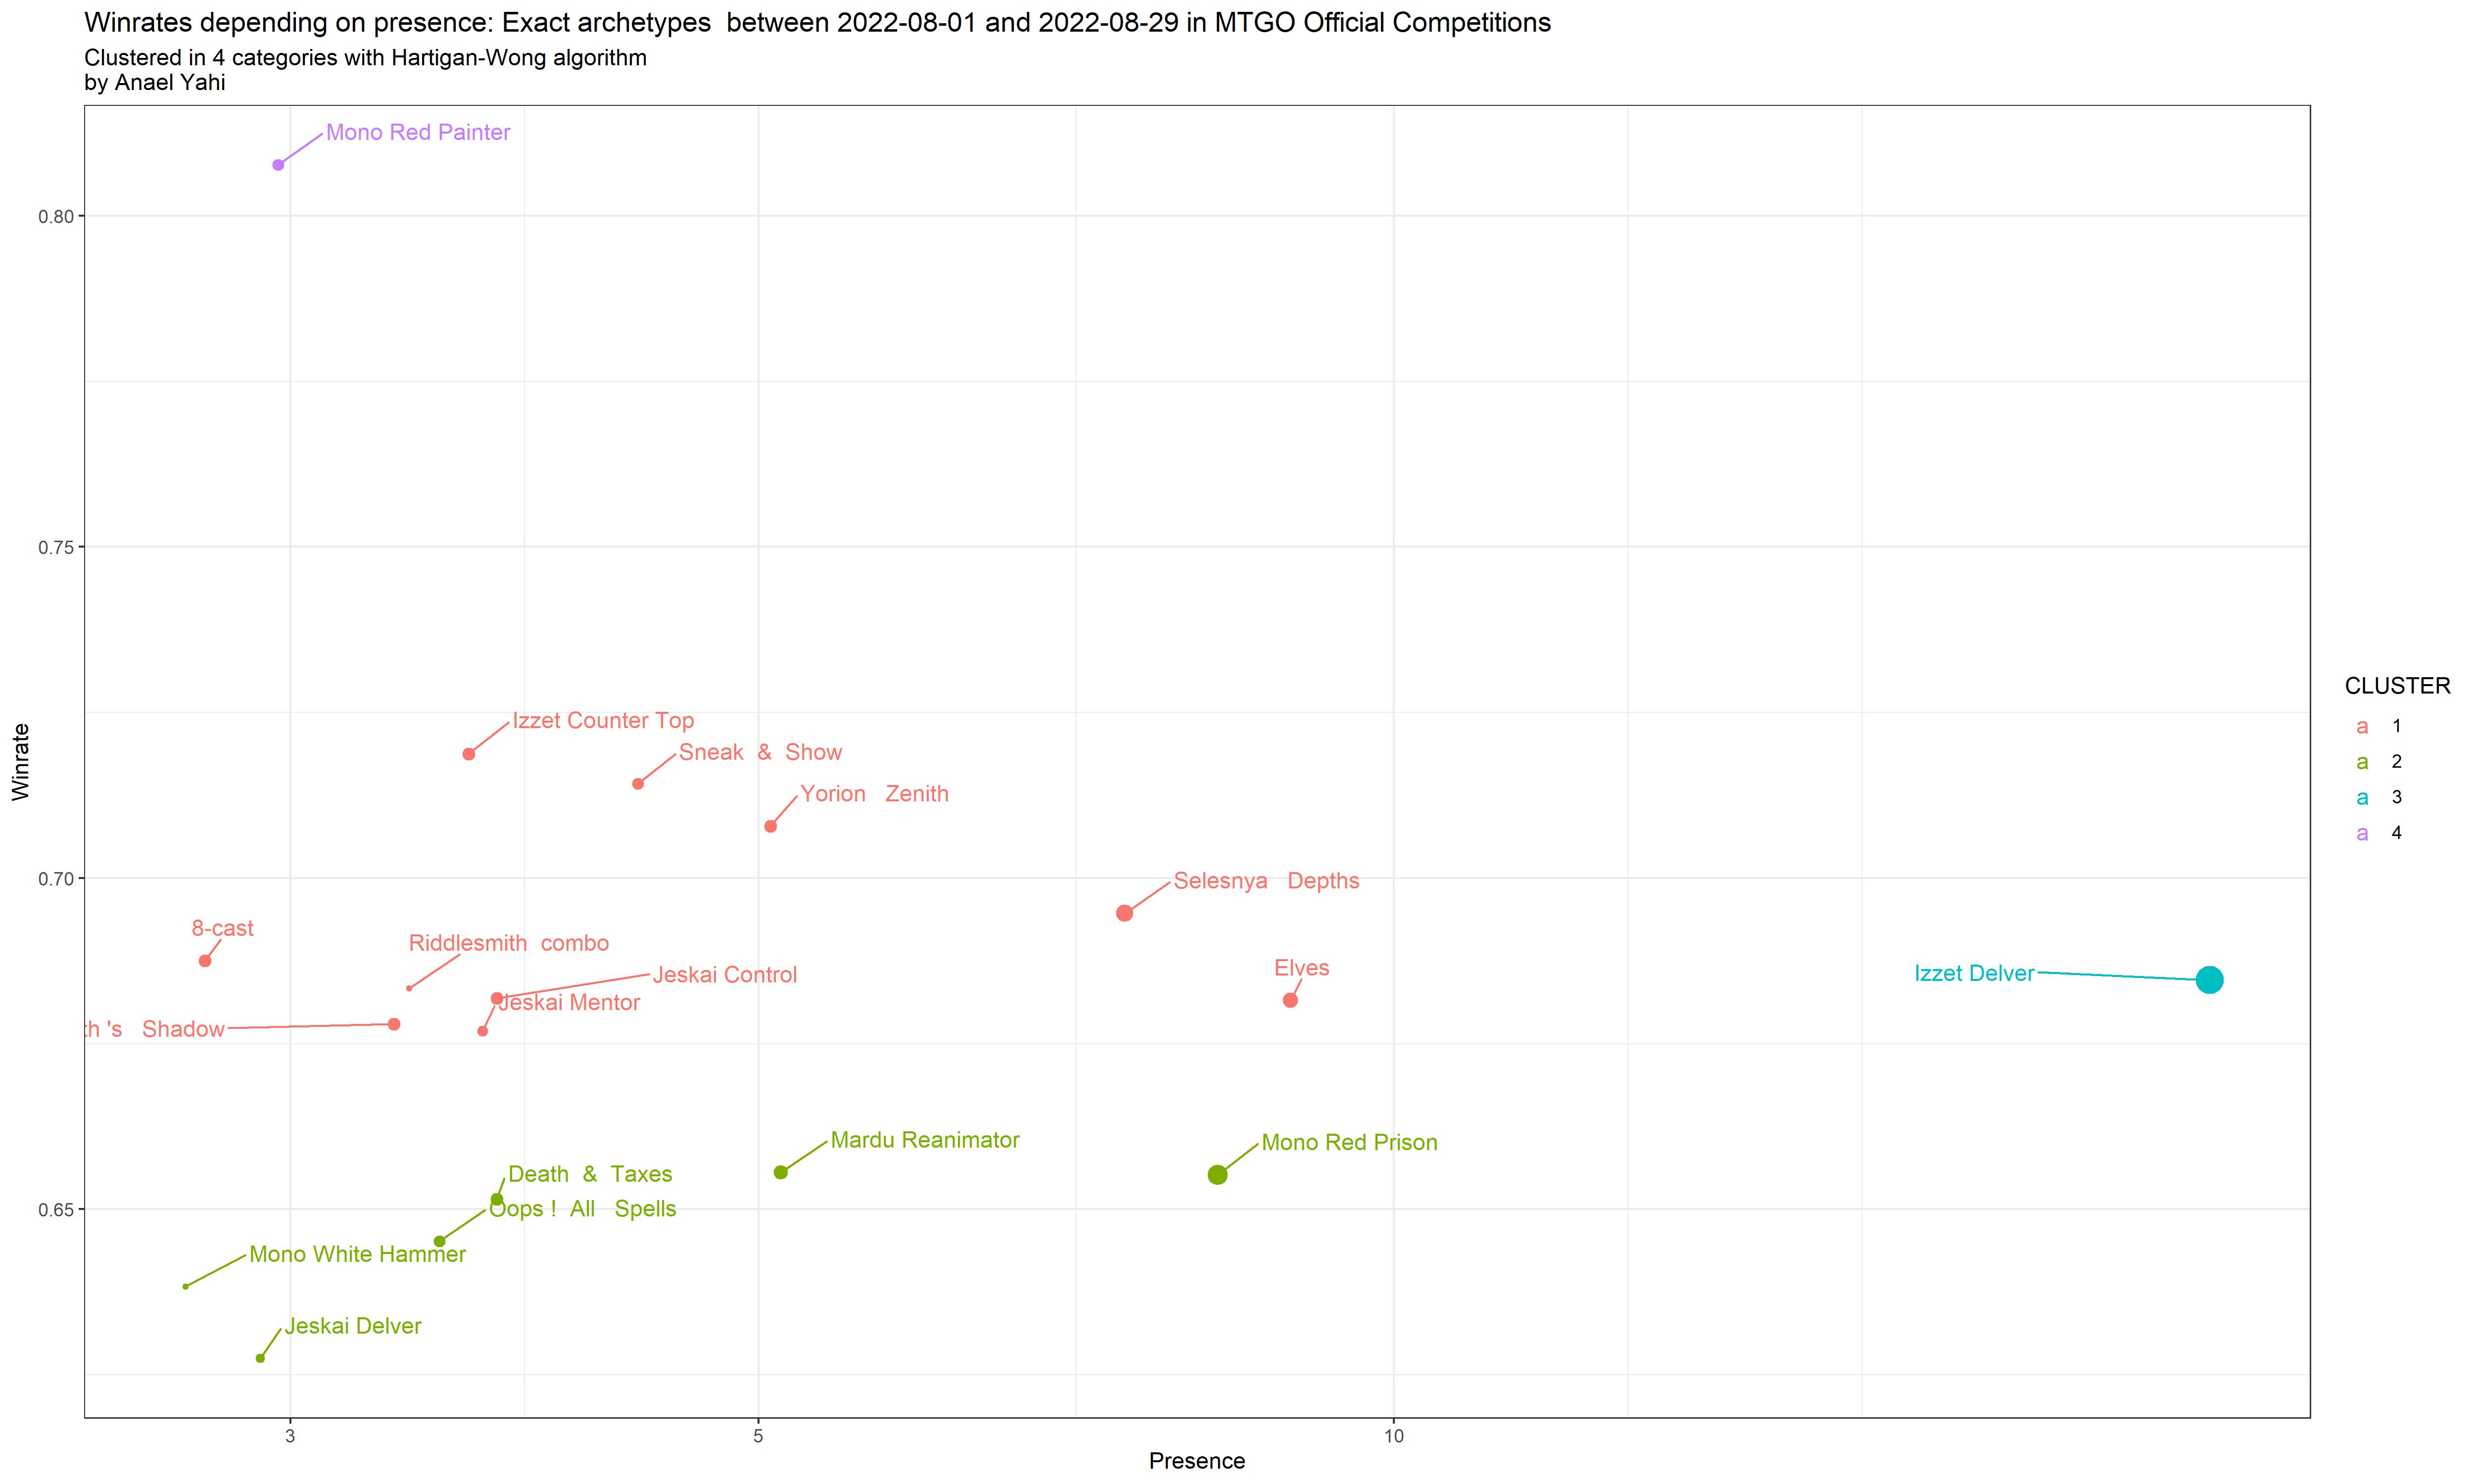 Winrates depending on presence: Exact archetypes  between 2022-08-01 and 2022-08-29 in MTGO Official Competitions
Clustered in 4 categories with Hartigan-Wong algorithm
by Anael Yahi
Mono Red Painter
0.80
0.75
Izzet Counter Top
Sneak & Show
Yorion Zenith
0.70
Selesnya Depths
8-cast
Riddlesmith combo
Elves
Izzet Delver
Jeskai Control
Jeskai Mentor
's Shadow
Mardu Reanimator
Mono Red Prison
Death & Taxes
0.65
Oops ! All Spells
Mono White Hammer
Jeskai Delver
Winrate
3
5
10
Presence
CLUSTER
a 1
a 2
a 3
a 4